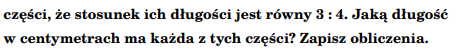 części, że stosunek ich długości jest równy 3 : 4. Jaką długość
w centymetrach ma każda z tych części? Zapisz obliczenia.